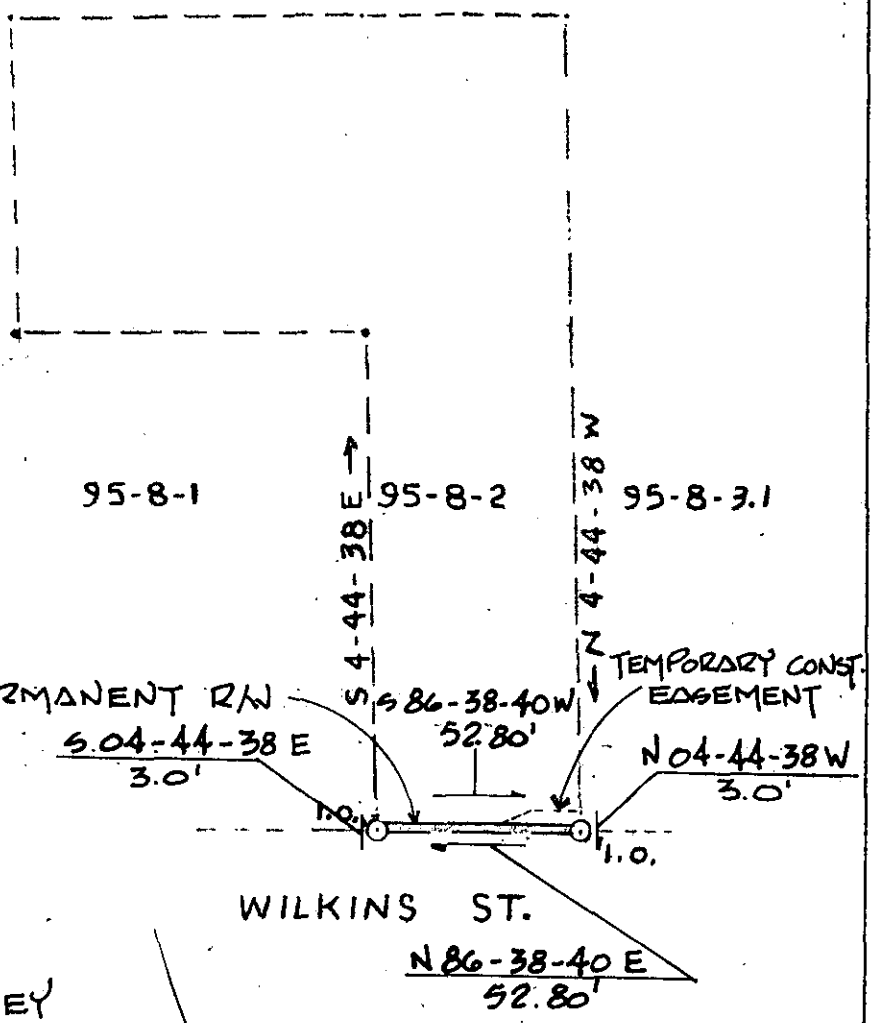 95-8-1
95-8-2
95-8-3.1
S 4-44-38 E
N 4-44-38 W
RMANENT R/W
S.04-44-38 E
3.0'
S 86-38-40 W
52.80'
TEMPORARY CONST.
EASEMENT
N 04-44-38 W
3.0'
1.0.
1.0.
WILKINS ST.
N 86-38-40 E
52.80'
EY